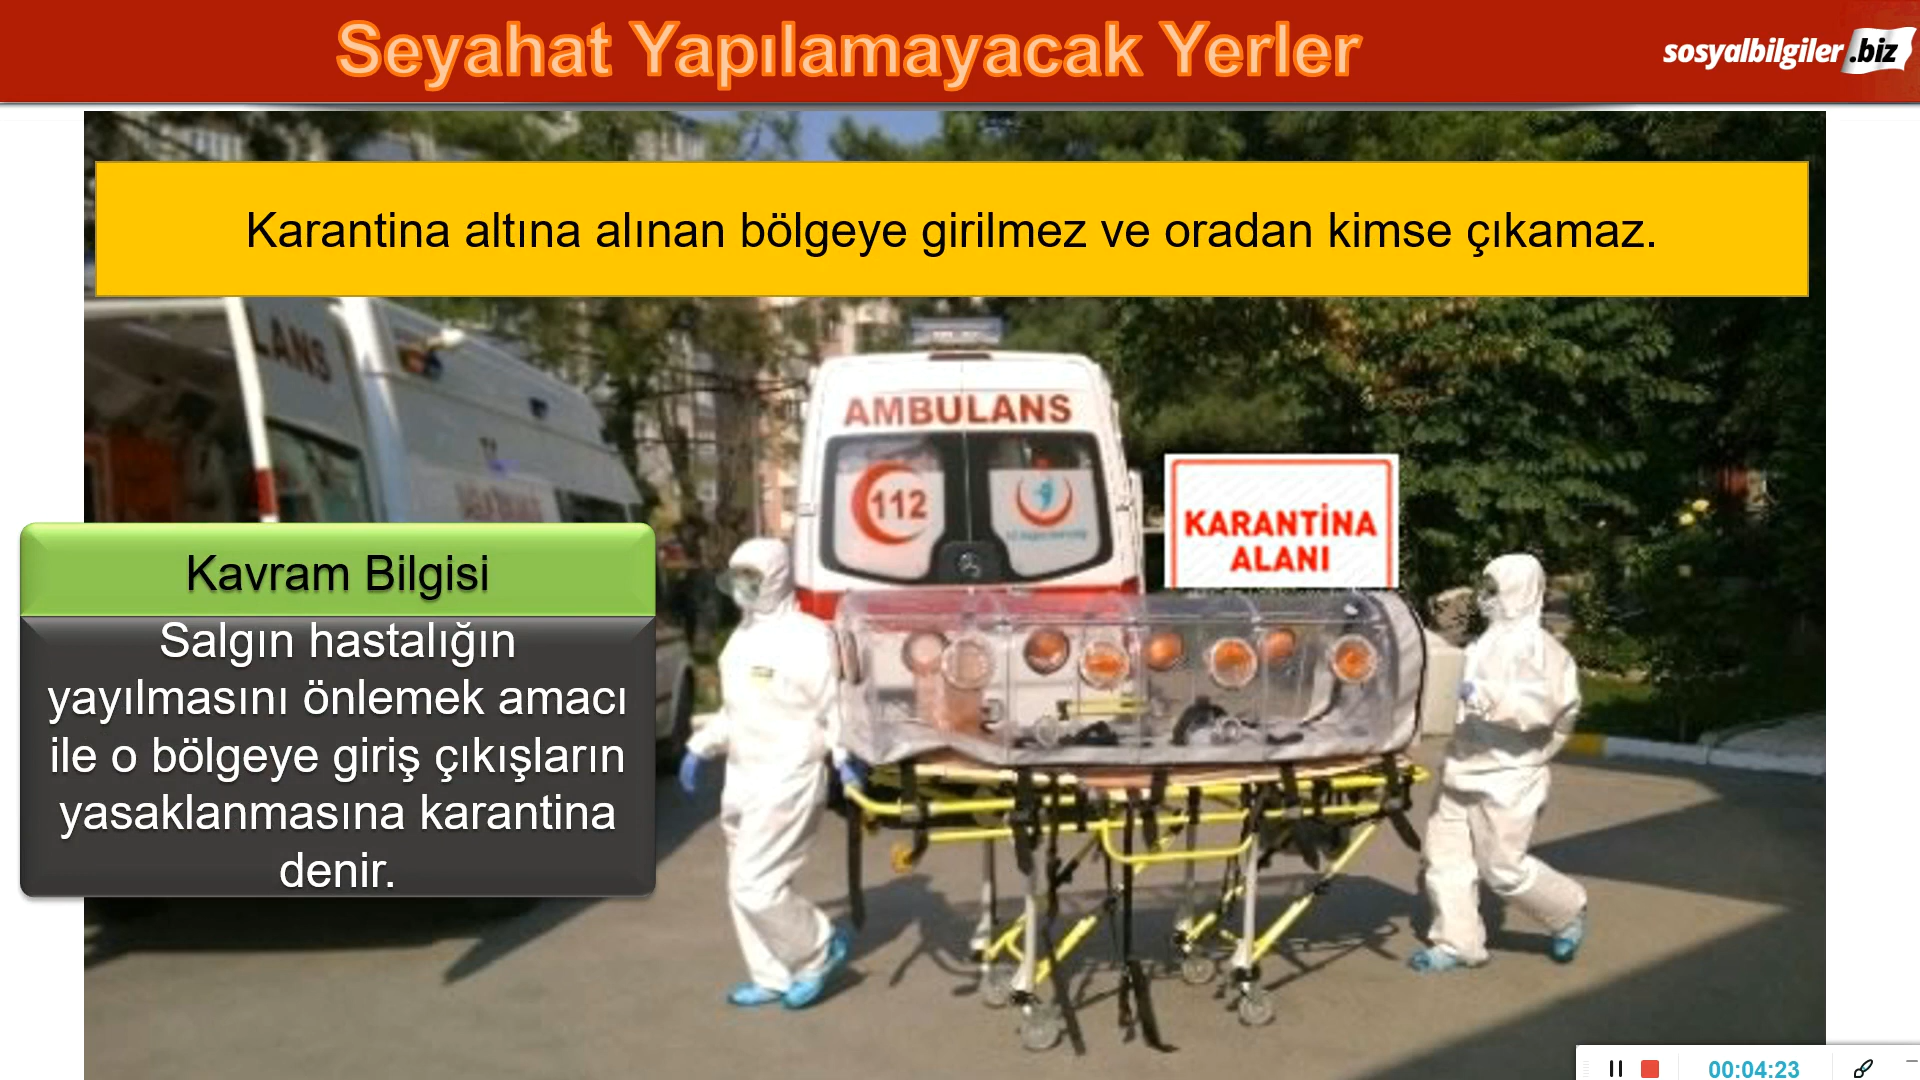 Seyahat Yapılamayacak Yerler
sosyalbilgiler.biz
Karantina altına alınan bölgeye girilmez ve oradan kimse çıkamaz.
LANS
AMBULANS
112
KARANTİNA
ALANI
Kavram Bilgisi
Salgın hastalığın
yayılmasını önlemek amacı
ile o bölgeye giriş çıkışların
yasaklanmasına karantina
denir.
00:04:23